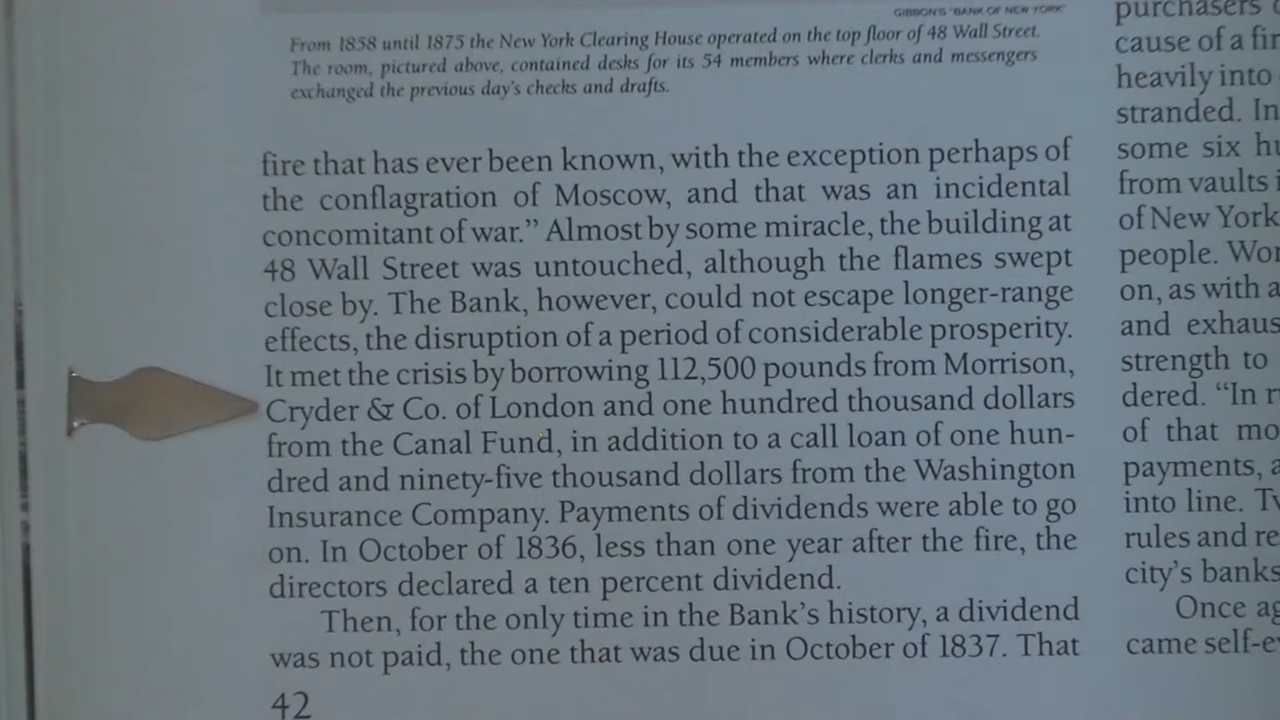 GIBBON'S "BANK OF NEW YORK"
From 1858 until 1875 the New York Clearing House operated on the top floor of 48 Wall Street.
The room, pictured above, contained desks for its 54 members where clerks and messengers
exchanged the previous day's checks and drafts.
fire that has ever been known, with the exception perhaps of
the conflagration of Moscow, and that was an incidental
concomitant of war.” Almost by some miracle, the building at
48 Wall Street was untouched, although the flames swept
close by. The Bank, however, could not escape longer-range
effects, the disruption of a period of considerable prosperity.
It met the crisis by borrowing 112,500 pounds from Morrison,
Cryder & Co. of London and one hundred thousand dollars
from the Canal Fund, in addition to a call loan of one hun-
dred and ninety-five thousand dollars from the Washington
Insurance Company. Payments of dividends were able to go
on. In October of 1836, less than one year after the fire, the
directors declared a ten percent dividend.
Then, for the only time in the Bank's history, a dividend
was not paid, the one that was due in October of 1837. That
42
purchasers
cause of a fir
heavily into
stranded. In
some six hu
from vaults i
of New York
people. Wor
on, as with a
and exhaus
strength to
dered. “In r
of that mo
payments, a
into line. Tw
rules and re
city's banks
Once ag
came self-e